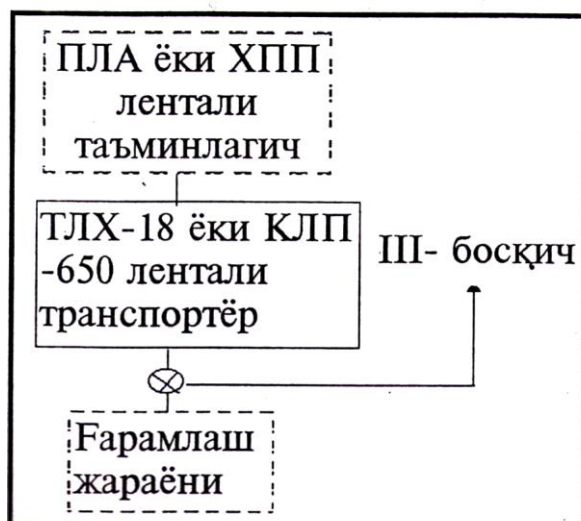 ПЛА ёки ХПП
лентали
таъминлагич
ТЛХ-18 ёки КЛП
-650 лентали
транспортёр
III- босқич
Ғарамлаш
жараёни